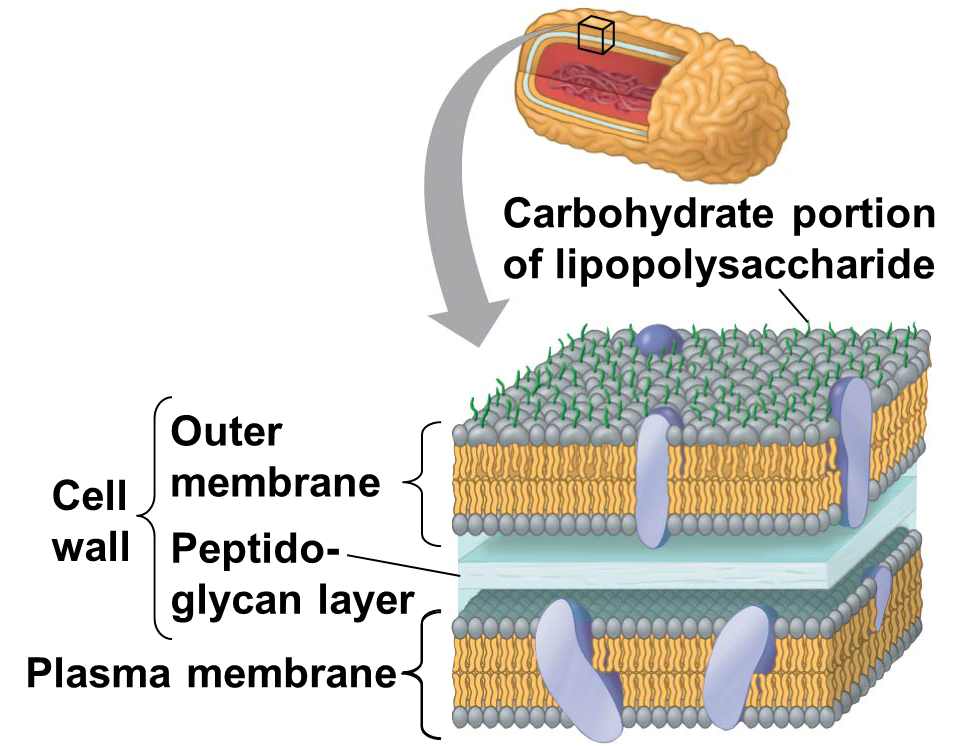 Carbohydrate portion
of lipopolysaccharide
Outer
membrane
Cell
wall
Peptido-
glycan layer
Plasma membrane